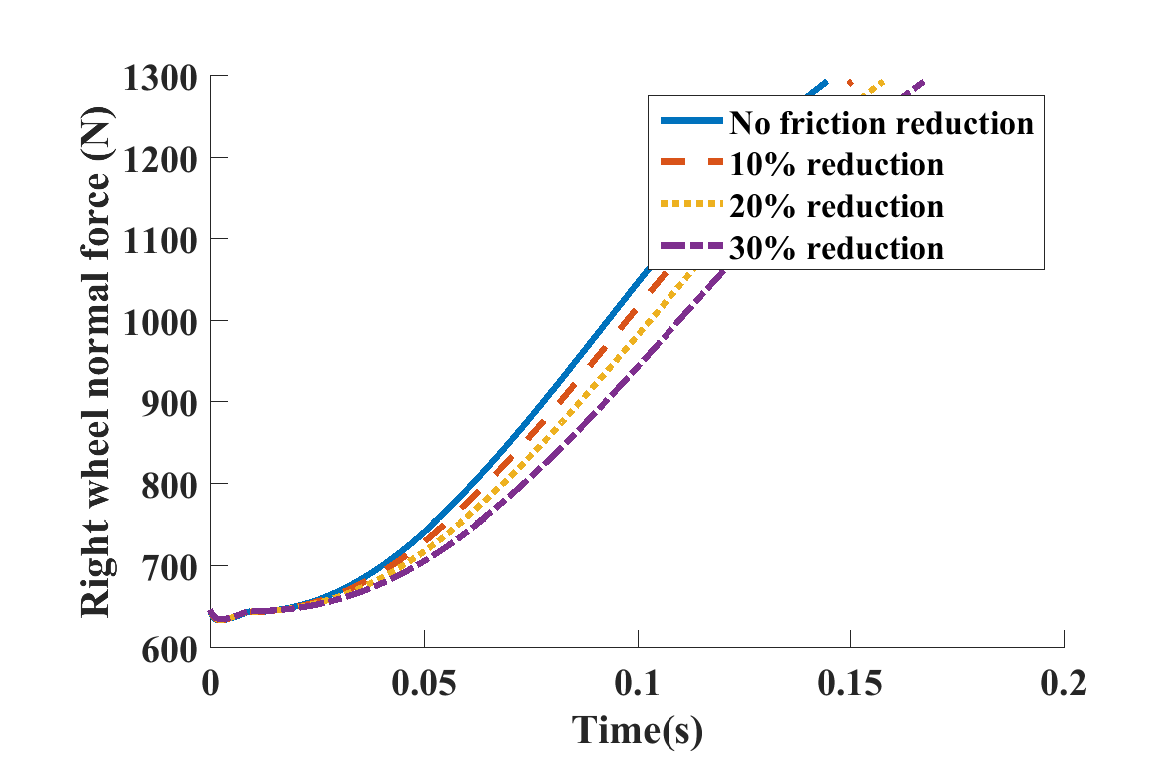 Right wheel normal force (N)
1300
1200
1100
1000
900
800
700
600
No friction reduction
10% reduction
20% reduction
30% reduction
0 0.05 0.1 0.15 0.2
Time(s)